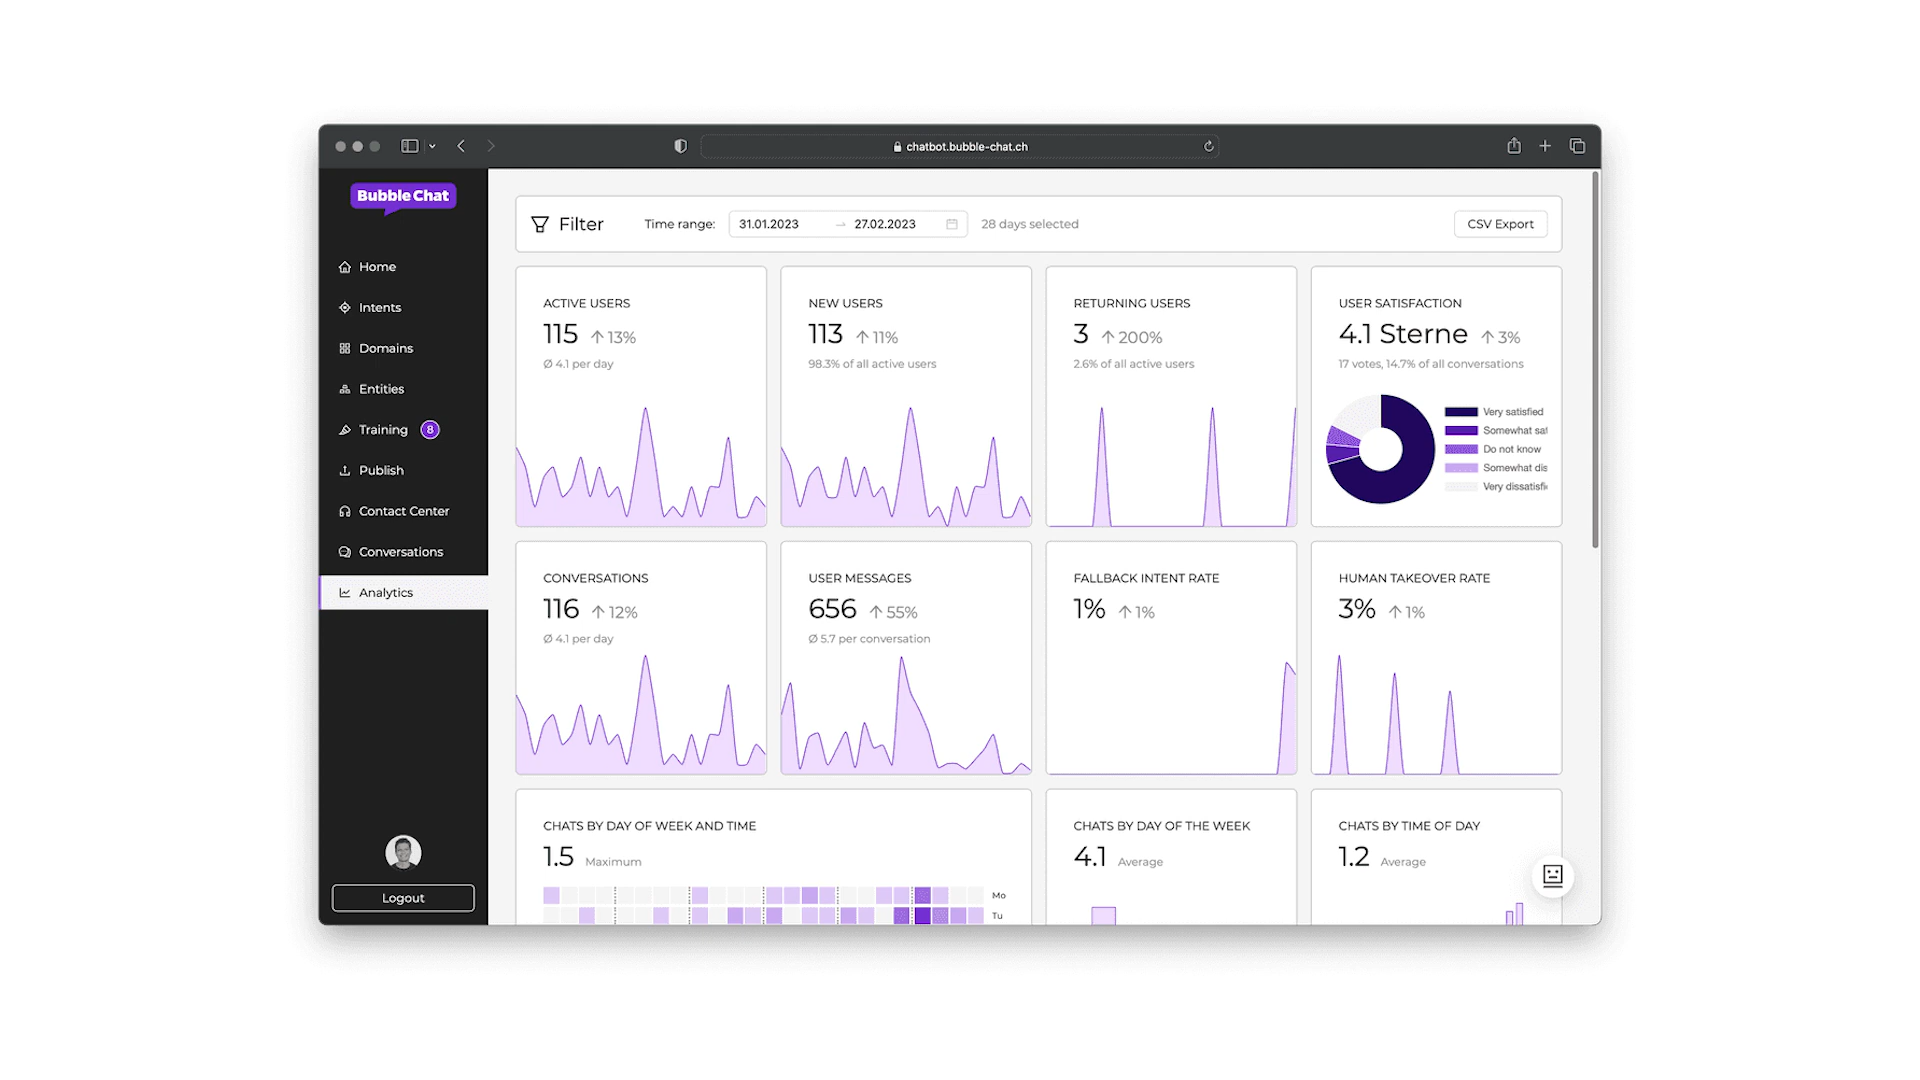 chatbot.bubble-chat.ch
Bubble Chat
Home
Intents
Domains
Entities
Training 8
Publish
Contact Center
Conversations
Analytics
Logout
Filter
Time range: 31.01.2023 → 27.02.2023 28 days selected
CSV Export
ACTIVE USERS
115 ↑ 13%
Ø 4.1 per day
NEW USERS
113 ↑ 11%
98.3% of all active users
RETURNING USERS
3 ↑ 200%
2.6% of all active users
USER SATISFACTION
4.1 Sterne ↑ 3%
17 votes, 14.7% of all conversations
Very satisfied
Somewhat sat
Do not know
Somewhat dis
Very dissatisfi
CONVERSATIONS
116 ↑ 12%
Ø 4.1 per day
USER MESSAGES
656 ↑ 55%
Ø 5.7 per conversation
FALLBACK INTENT RATE
1% ↑ 1%
HUMAN TAKEOVER RATE
3% ↑ 1%
CHATS BY DAY OF WEEK AND TIME
1.5 Maximum
Mo
Tu
CHATS BY DAY OF THE WEEK
4.1 Average
CHATS BY TIME OF DAY
1.2 Average